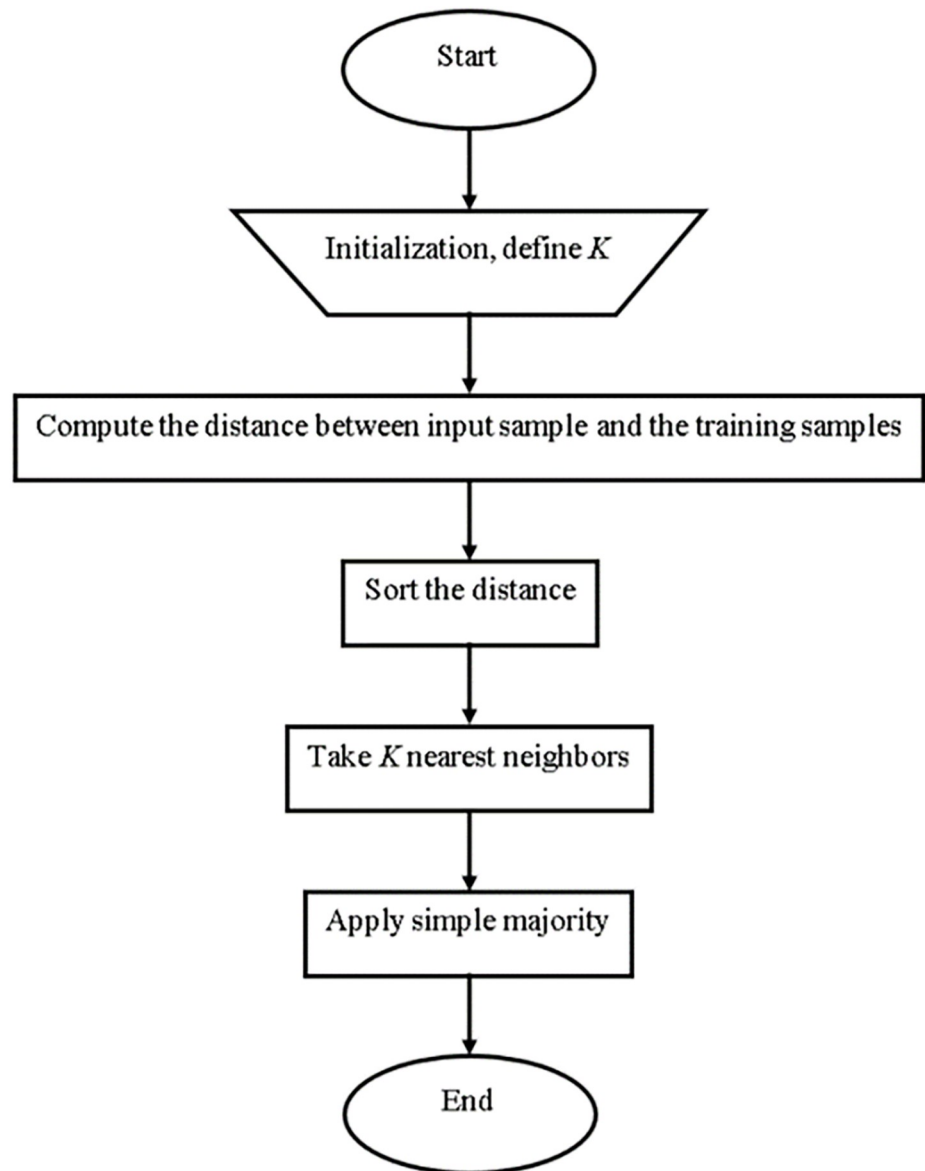 Start
Initialization, define K
Compute the distance between input sample and the training samples
Sort the distance
Take K nearest neighbors
Apply simple majority
End